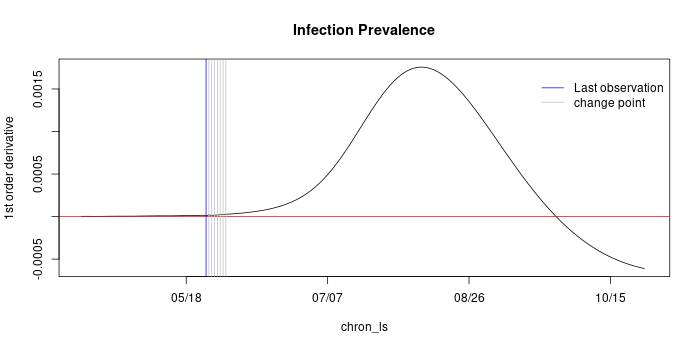 Infection Prevalence
1st order derivative
0.0015
0.0005
-0.0005
Last observation
change point
05/18
07/07
08/26
10/15
chron_ls